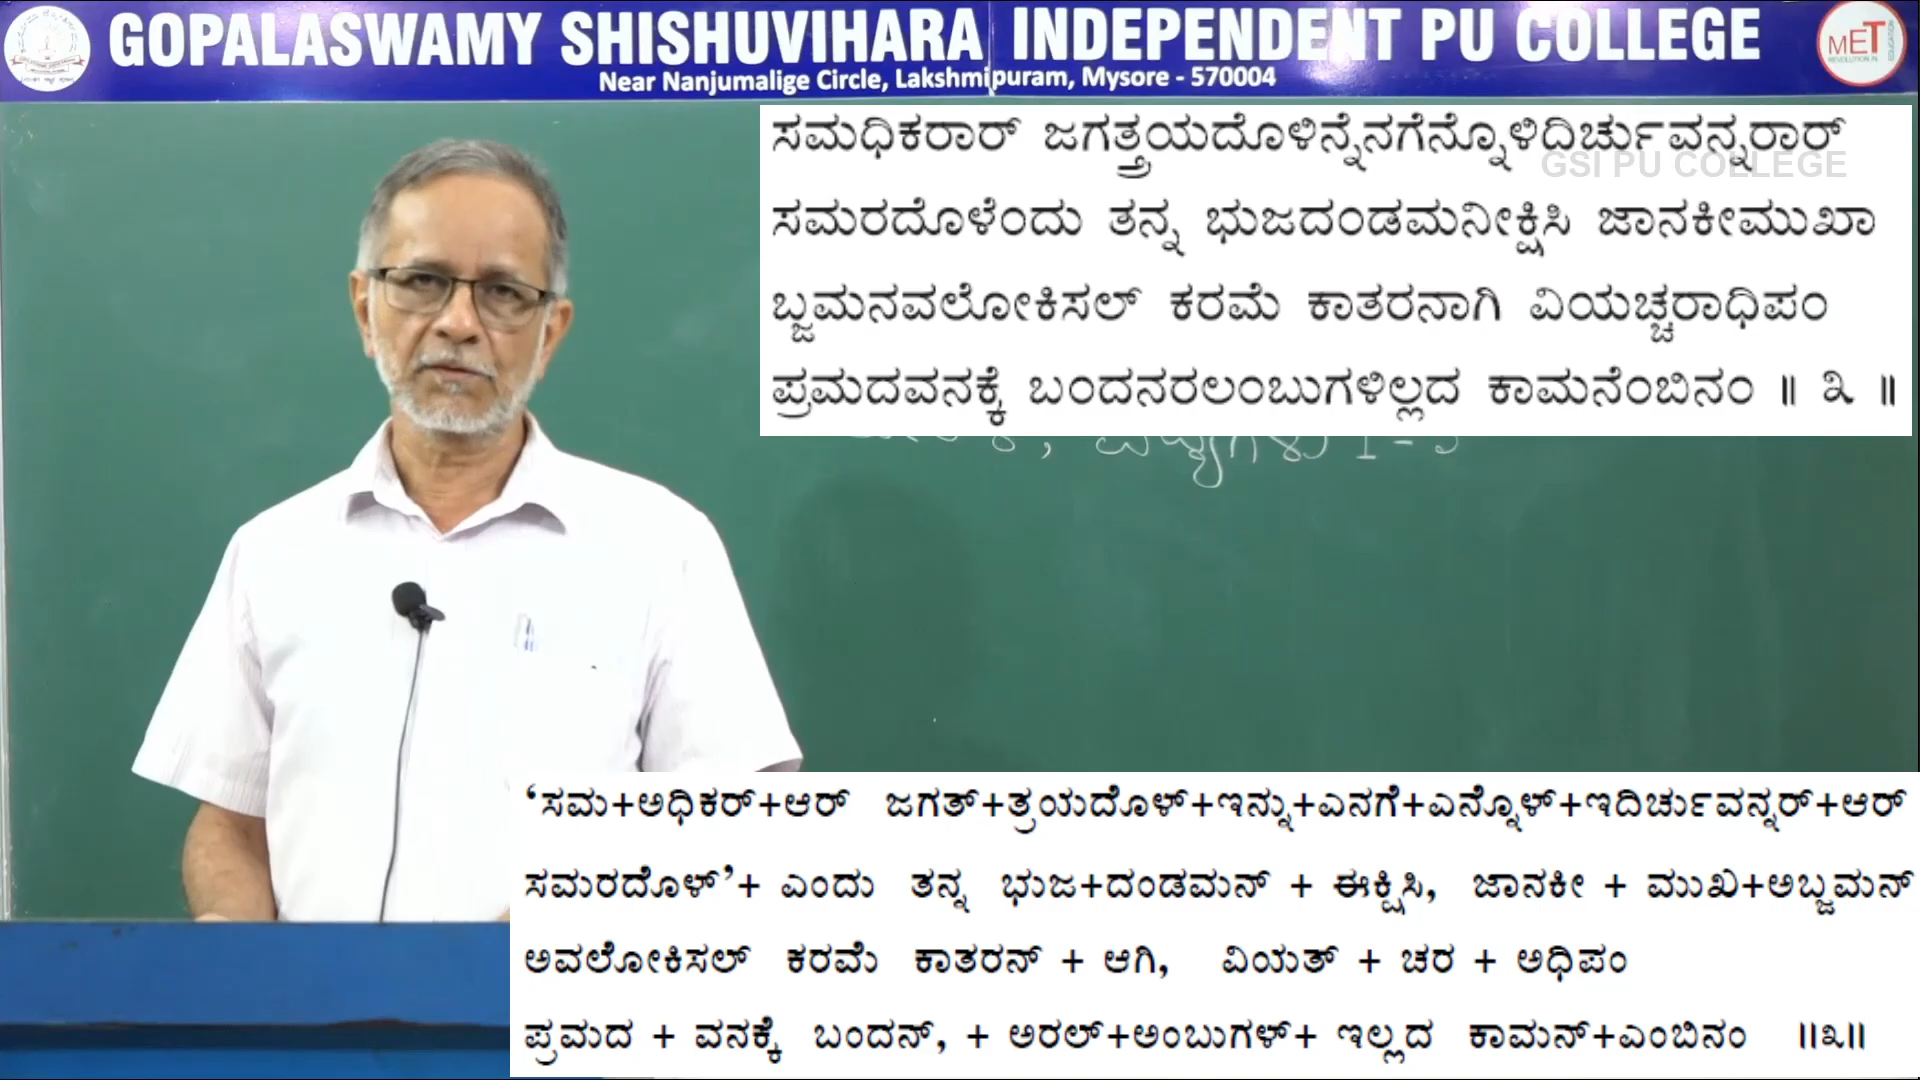 GOPALASWAMY SHISHUVIHARA INDEPENDENT PU COLLEGE
Near Nanjumalige Circle, Lakshmipuram, Mysore - 570004
MET
ಸಮಧಿಕರಾರ್ ಜಗತ್ತ್ರಯದೊಳಿನ್ನೆನಗೆನ್ನೊಳಿದಿರ್ಚುವನ್ನರಾರ್
GSI PU COLLEGE
ಸಮರದೊಳೆಂದು ತನ್ನ ಭುಜದಂಡಮನೀಕ್ಷಿಸಿ ಜಾನಕೀಮುಖಾ
ಬ್ಜಮನವಲೋಕಿಸಲ್ ಕರಮೆ ಕಾತರನಾಗಿ ವಿಯಚ್ಚರಾಧಿಪಂ
ಪ್ರಮದವನಕ್ಕೆ ಬಂದನರಲಂಬುಗಳಿಲ್ಲದ ಕಾಮನೆಂಬಿನಂ ॥ ೩ ॥
‘ಸಮ+ಅಧಿಕರ್+ಆರ್ ಜಗತ್+ತ್ರಯದೊಳ್+ಇನ್ನು+ಎನಗೆ+ಎನ್ನೊಳ್+ಇದಿರ್ಚುವನ್ನರ್+ಆರ್
ಸಮರದೊಳ್’+ ಎಂದು ತನ್ನ ಭುಜ+ದಂಡಮನ್ + ಈಕ್ಷಿಸಿ, ಜಾನಕೀ + ಮುಖ+ಅಬ್ಜಮನ್
ಅವಲೋಕಿಸಲ್ ಕರಮೆ ಕಾತರನ್ + ಆಗಿ, ವಿಯತ್ + ಚರ + ಅಧಿಪಂ
ಪ್ರಮದ + ವನಕ್ಕೆ ಬಂದನ್, + ಅರಲ್+ಅಂಬುಗಳ್+ ಇಲ್ಲದ ಕಾಮನ್+ಎಂಬಿನಂ ॥೩॥